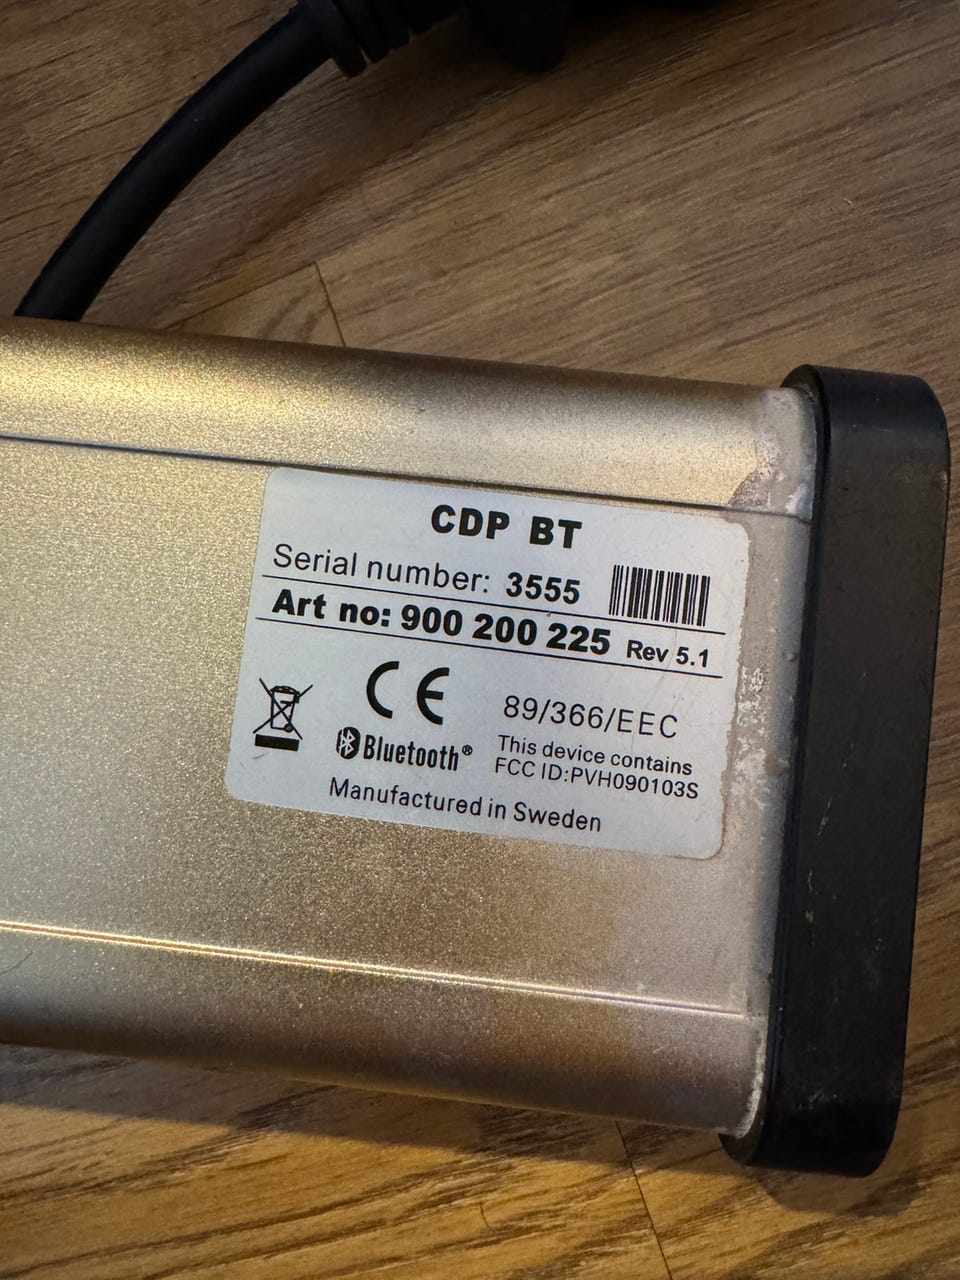 CDP BT
Serial number: 3555
Art no: 900 200 225 Rev 5.1
CE 89/366/EEC
Bluetooth® This device contains
FCC ID:PVH090103S
Manufactured in Sweden